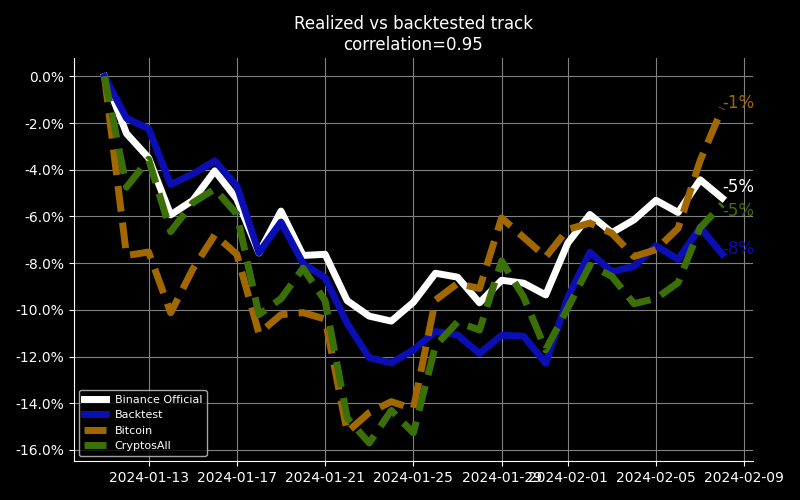 Realized vs backtested track
correlation=0.95
0.0%
-2.0%
-4.0%
-6.0%
-8.0%
-10.0%
-12.0%
-14.0%
-16.0%
-1%
-5%
-5%
-8%
Binance Official
Backtest
Bitcoin
CryptosAll
2024-01-13 2024-01-17 2024-01-21 2024-01-25 2024-01-29 2024-02-01 2024-02-05 2024-02-09